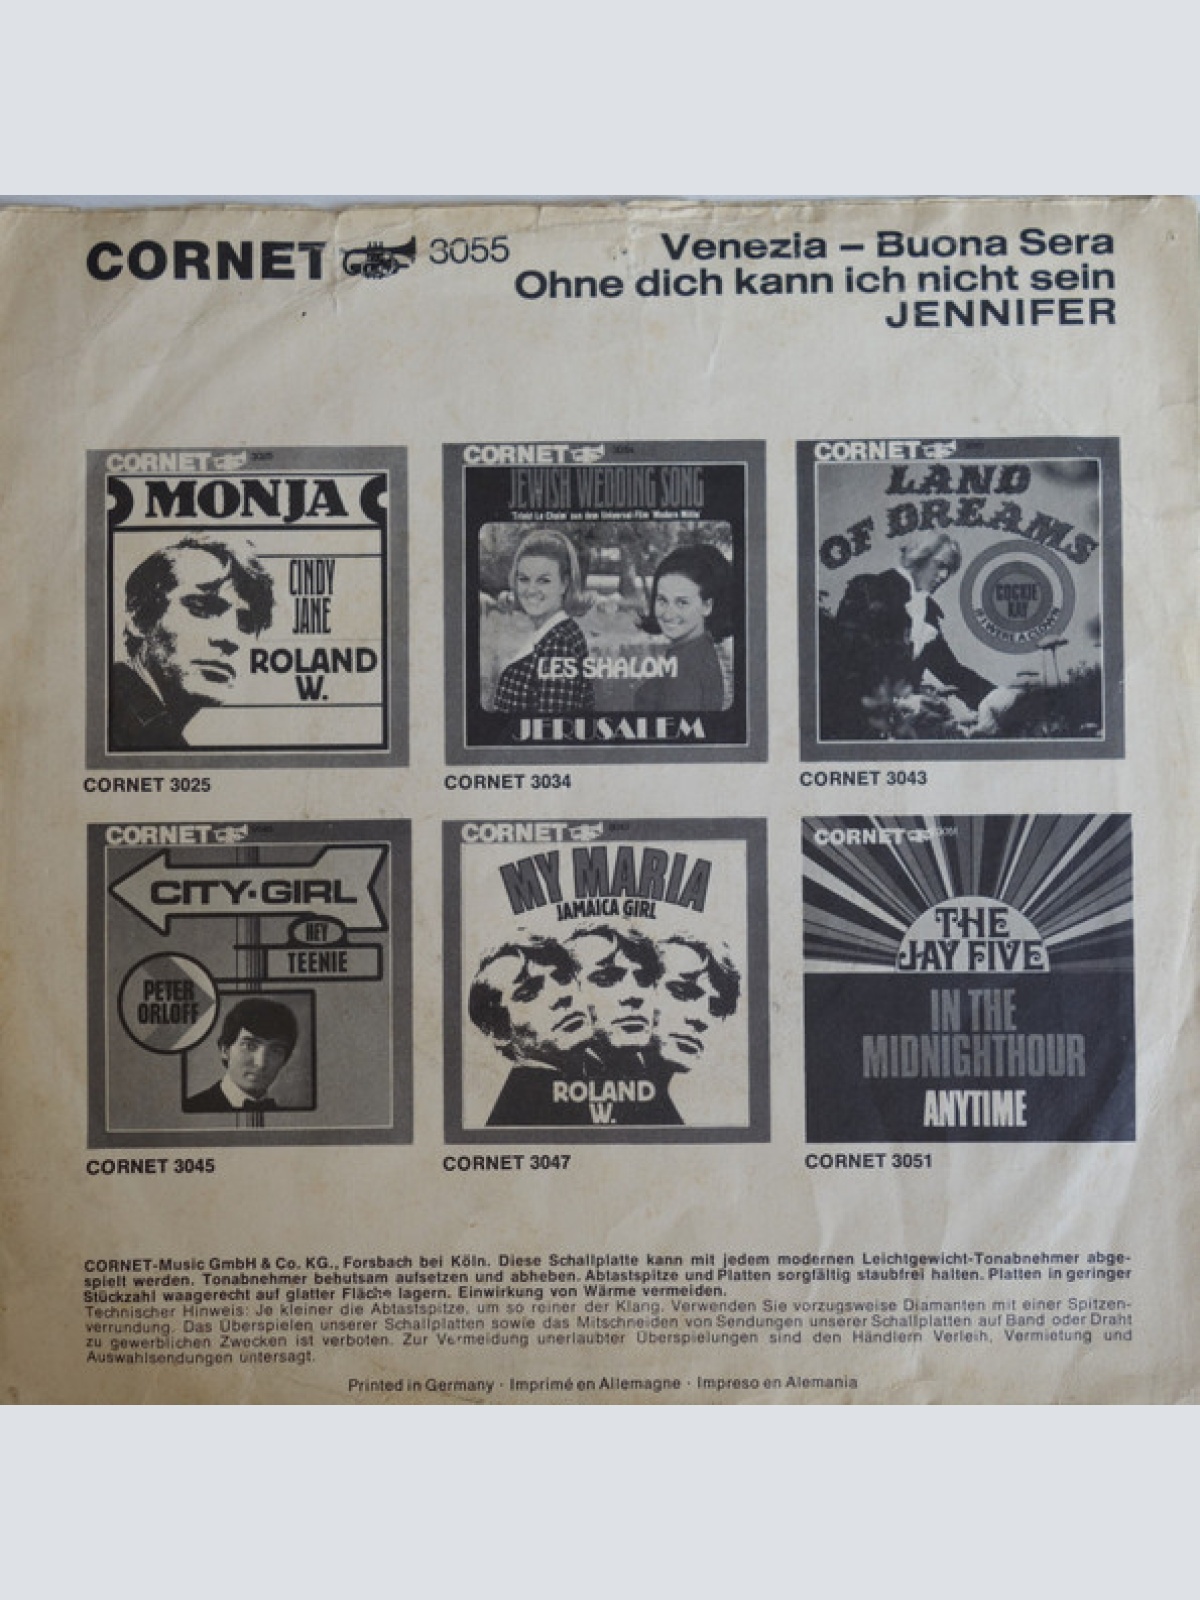 CORNET 3055
Venezia – Buona Sera
Ohne dich kann ich nicht sein
JENNIFER
CORNET
MONJA
CINDY
JANE
ROLAND
W.
CORNET 3025
CORNET
JEWISH WEDDING SONG
LES SHALOM
JERUSALEM
CORNET 3034
CORNET
LAND
OF DREAMS
COCKIE
KAY
IF I WERE A CLOWN
CORNET 3043
CORNET
CITY-GIRL
HEY
TEENIE
PETER
ORLOFF
CORNET 3045
CORNET
MY MARIA
JAMAICA GIRL
ROLAND
W.
CORNET 3047
CORNET
THE
JAY FIVE
IN THE
MIDNIGHTHOUR
ANYTIME
CORNET 3051
CORNET-Music GmbH & Co. KG., Forsbach bei Köln. Diese Schallplatte kann mit jedem modernen Leichtgewicht-Tonabnehmer abge-
spielt werden. Tonabnehmer behutsam aufsetzen und abheben. Abtastspitze und Platten sorgfältig staubfrei halten. Platten in geringer
Stückzahl waagerecht auf glatter Fläche lagern. Einwirkung von Wärme vermeiden.
Technischer Hinweis: Je kleiner die Abtastspitze, um so reiner der Klang. Verwenden Sie vorzugsweise Diamanten mit einer Spitzen-
verrundung. Das Überspielen unserer Schallplatten sowie das Mitschneiden von Sendungen unserer Schallplatten auf Band oder Draht
zu gewerblichen Zwecken ist verboten. Zur Vermeidung unerlaubter Überspielungen sind den Händlern Verleih, Vermietung und
Auswahlsendungen untersagt.
Printed in Germany · Imprimé en Allemagne · Impreso en Alemania